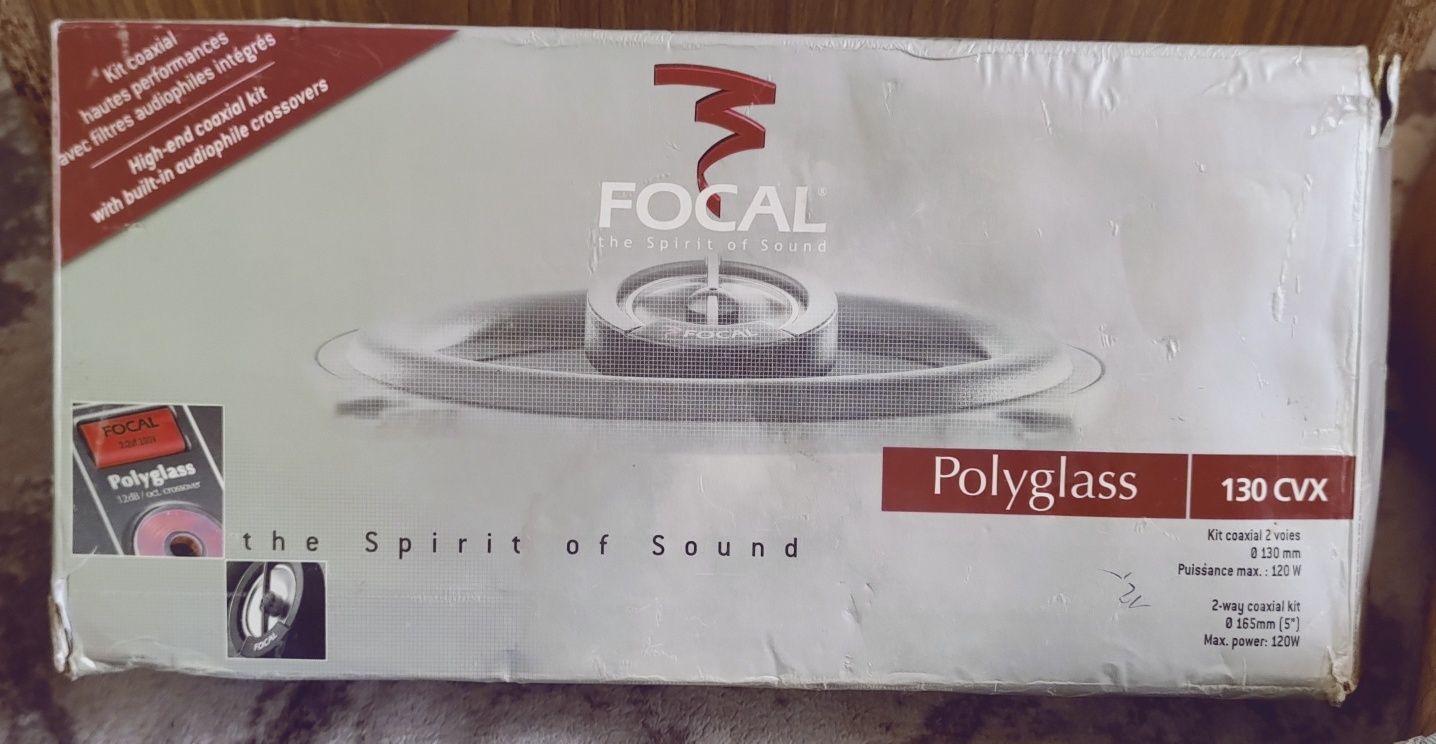 Kit coaxial
hautes performances
avec filtres audiophiles intégrés
High-end coaxial kit
with built-in audiophile crossovers
FOCAL®
the Spirit of Sound
FOCAL
FOCAL
Polyglass
12dB / oct. crossover
the Spirit of Sound
FOCAL
Polyglass
130 CVX
Kit coaxial 2 voies
Ø 130 mm
Puissance max. : 120 W
2-way coaxial kit
Ø 165mm (5")
Max. power: 120W